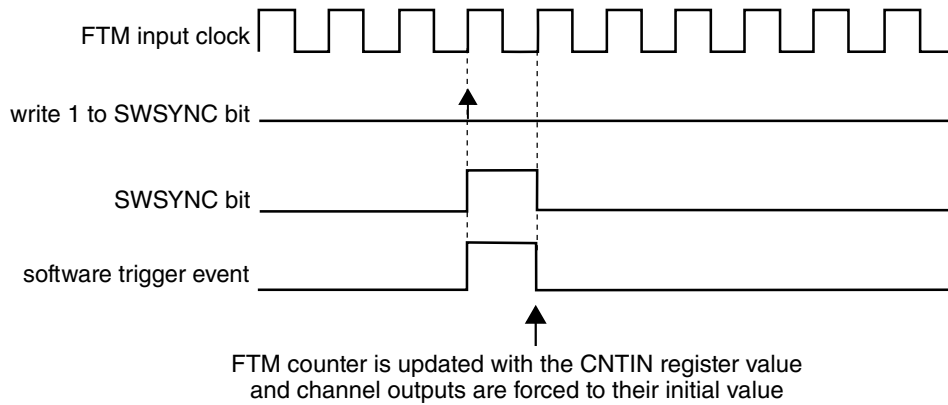 FTM input clock
write 1 to SWSYNC bit
SWSYNC bit
software trigger event
FTM counter is updated with the CNTIN register value
and channel outputs are forced to their initial value